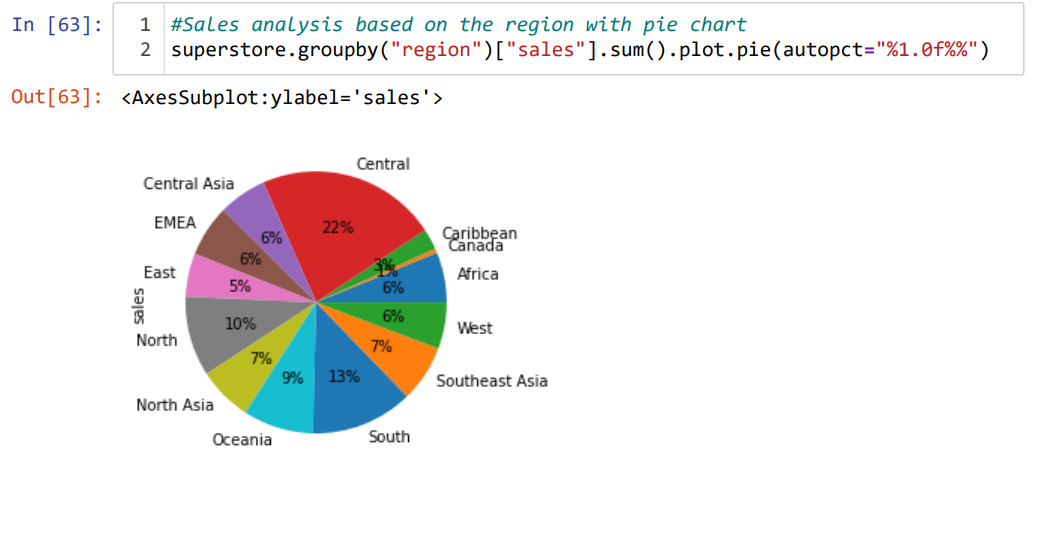 In [63]:
1 #Sales analysis based on the region with pie chart
2 superstore.groupby("region")["sales"].sum().plot.pie(autopct="%1.0f%%")
Out[63]: <AxesSubplot:ylabel='sales'>
Central
Central Asia
EMEA
East
sales
North
North Asia
Oceania
South
Southeast Asia
West
Africa
Canada
Caribbean
22%
6%
6%
5%
10%
7%
9%
13%
7%
6%
6%
1%
3%